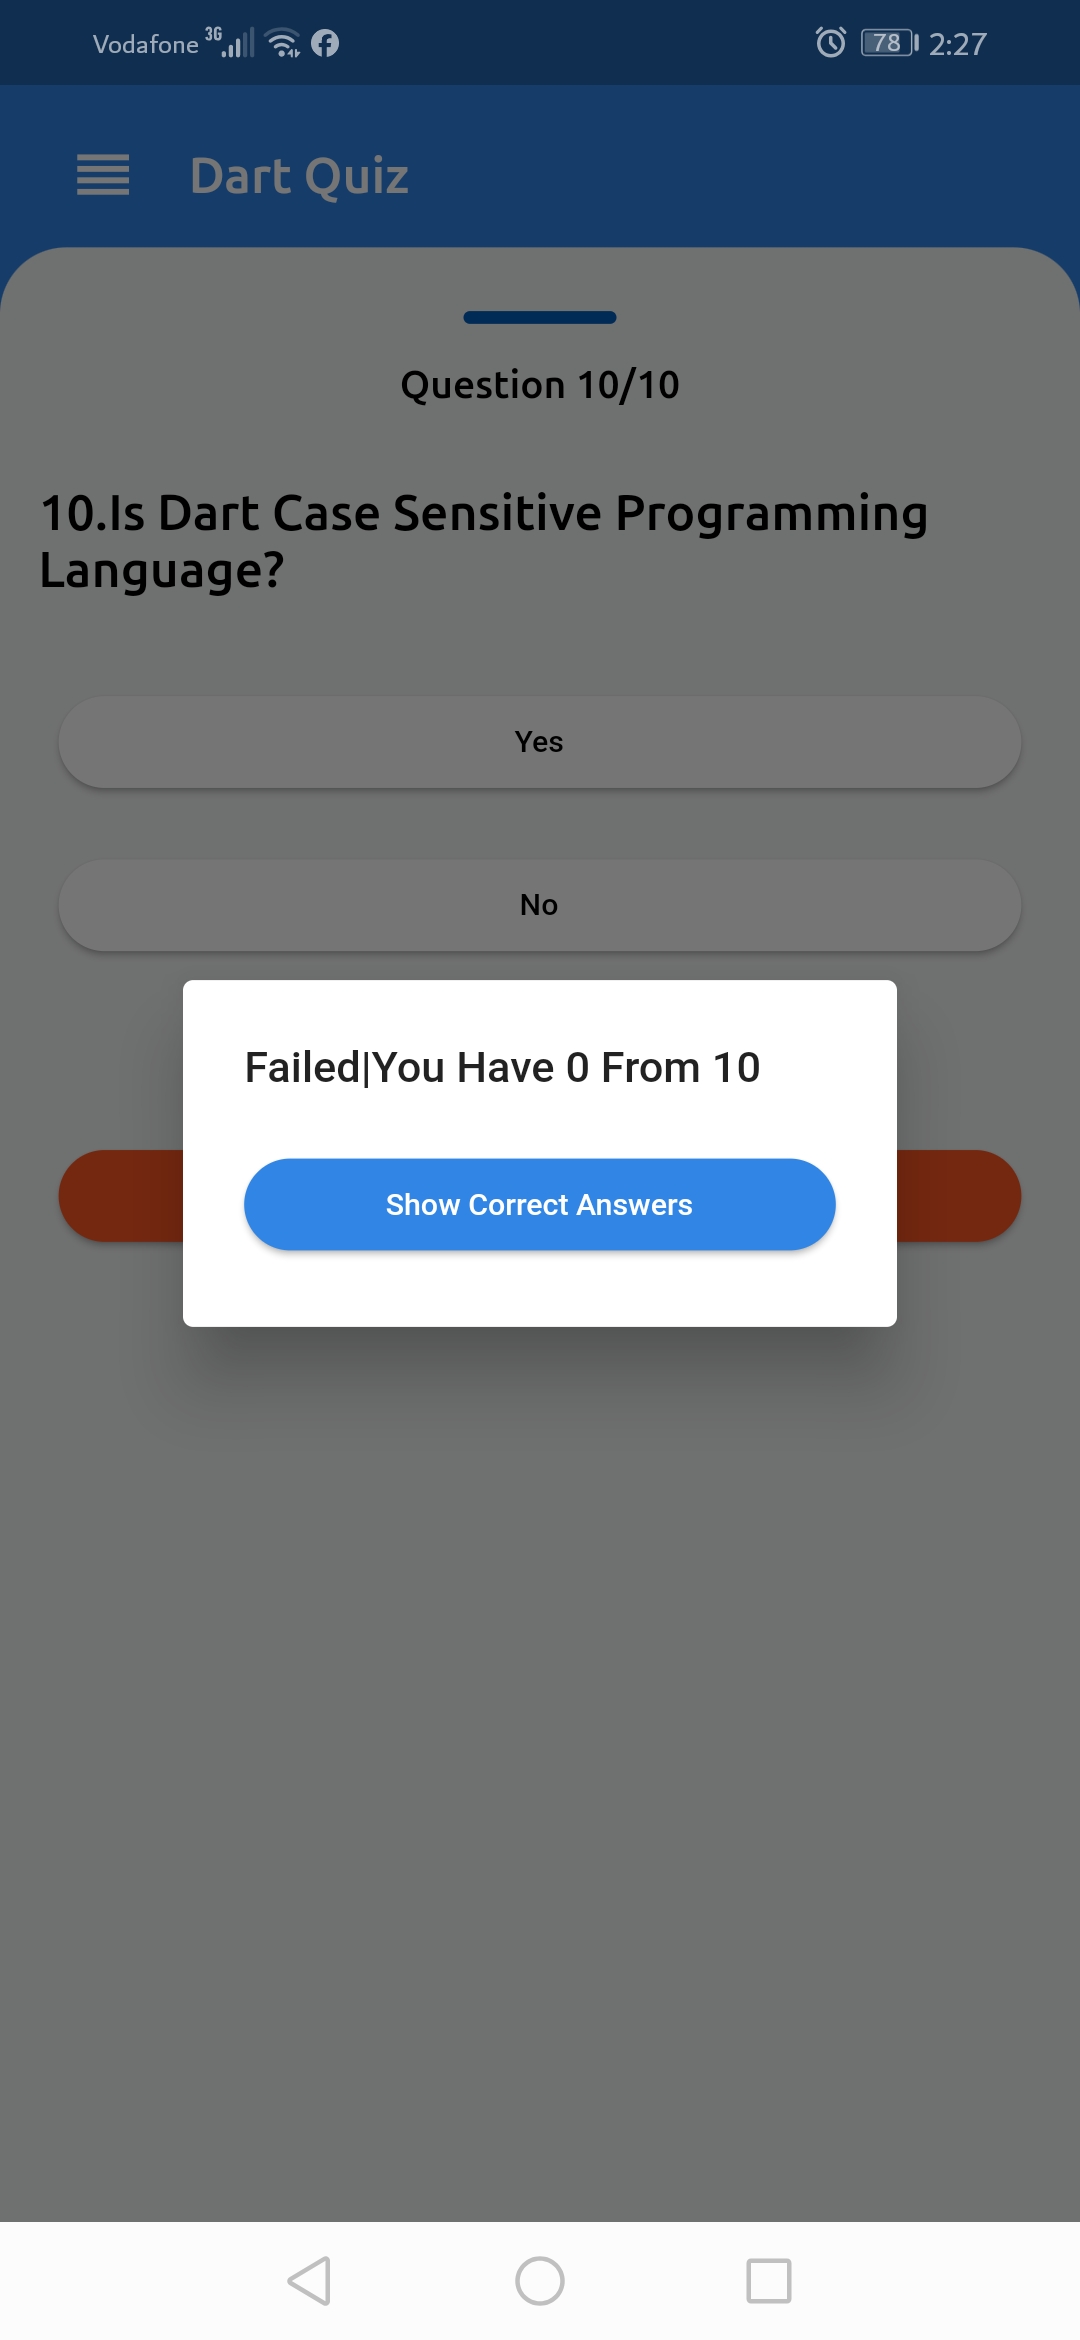 Vodafone 3G 78 2:27
Dart Quiz
Question 10/10
10.Is Dart Case Sensitive Programming
Language?
Yes
No
Failed|You Have 0 From 10
Show Correct Answers